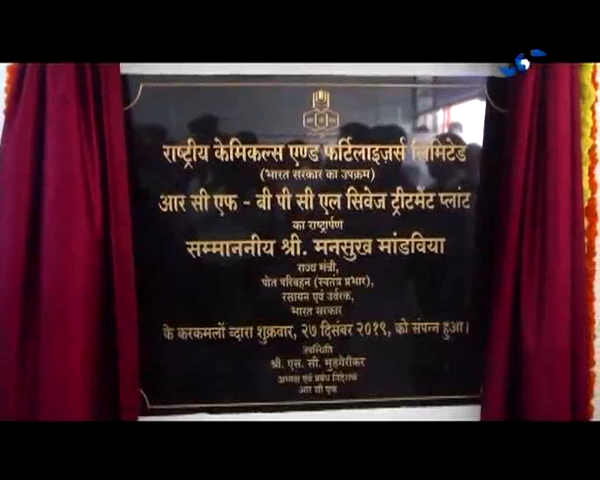 राष्ट्रीय केमिकल्स एण्ड फर्टिलाइज़र्स लिमिटेड
(भारत सरकार का उपक्रम)
आर सी एफ - बी पी सी एल सिवेज ट्रीटमेंट प्लांट
का राष्ट्रार्पण
सम्माननीय श्री. मनसुख मांडविया
राज्य मंत्री,
पोत परिवहन (स्वतंत्र प्रभार),
रसायन एवं उर्वरक,
भारत सरकार
के करकमलों व्दारा शुक्रवार, २७ दिसंबर २०१९, को संपन्न हुआ।
उपस्थिति
श्री. एस. सी. मुडगेरीकर
अध्यक्ष एवं प्रबंध निदेशक
आर सी एफ